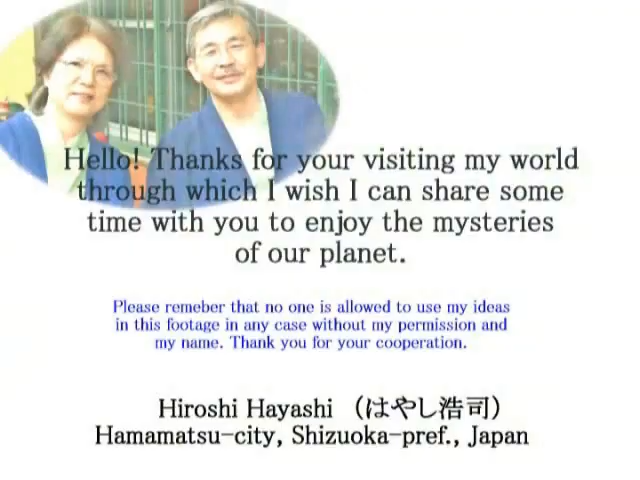 Hello! Thanks for your visiting my world
through which I wish I can share some
time with you to enjoy the mysteries
of our planet.
Please remeber that no one is allowed to use my ideas
in this footage in any case without my permission and
my name. Thank you for your cooperation.
Hiroshi Hayashi （はやし浩司）
Hamamatsu-city, Shizuoka-pref., Japan